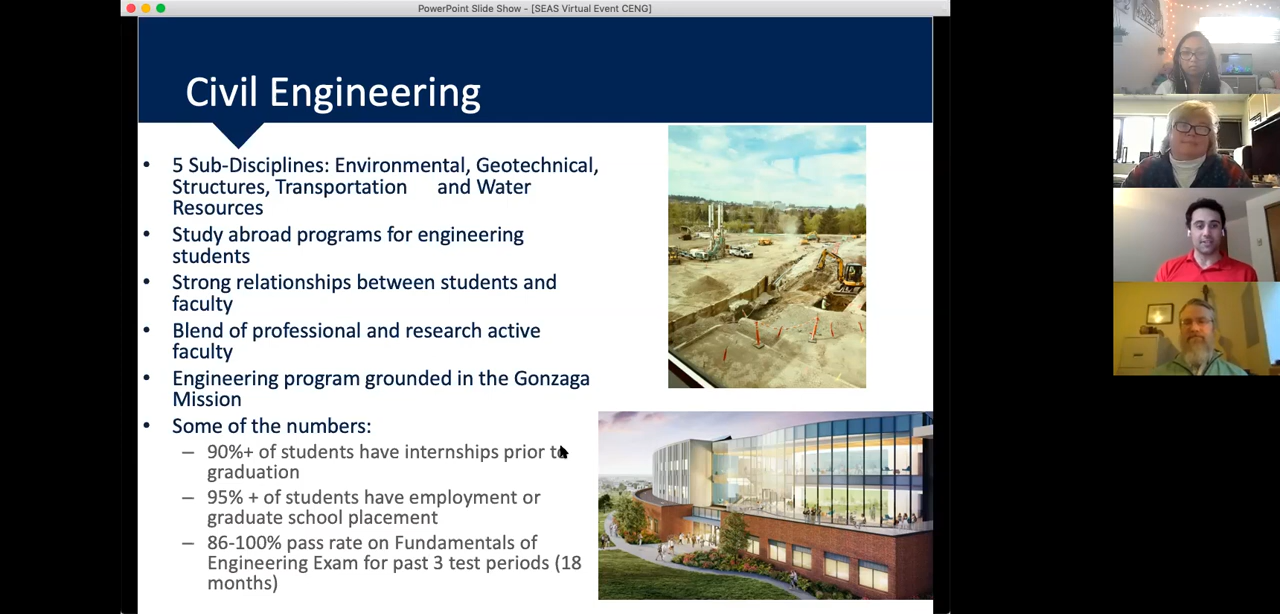 PowerPoint Slide Show - [SEAS Virtual Event CENG]
Civil Engineering
• 5 Sub-Disciplines: Environmental, Geotechnical,
Structures, Transportation and Water
Resources
• Study abroad programs for engineering
students
• Strong relationships between students and
faculty
• Blend of professional and research active
faculty
• Engineering program grounded in the Gonzaga
Mission
• Some of the numbers:
– 90%+ of students have internships prior to
graduation
– 95% + of students have employment or
graduate school placement
– 86-100% pass rate on Fundamentals of
Engineering Exam for past 3 test periods (18
months)